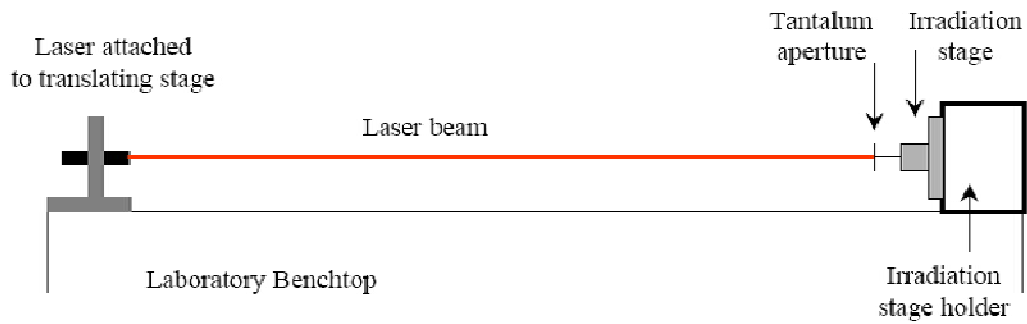 Laser attached
to translating stage
Laser beam
Tantalum
aperture
Irradiation
stage
Laboratory Benchtop
Irradiation
stage holder